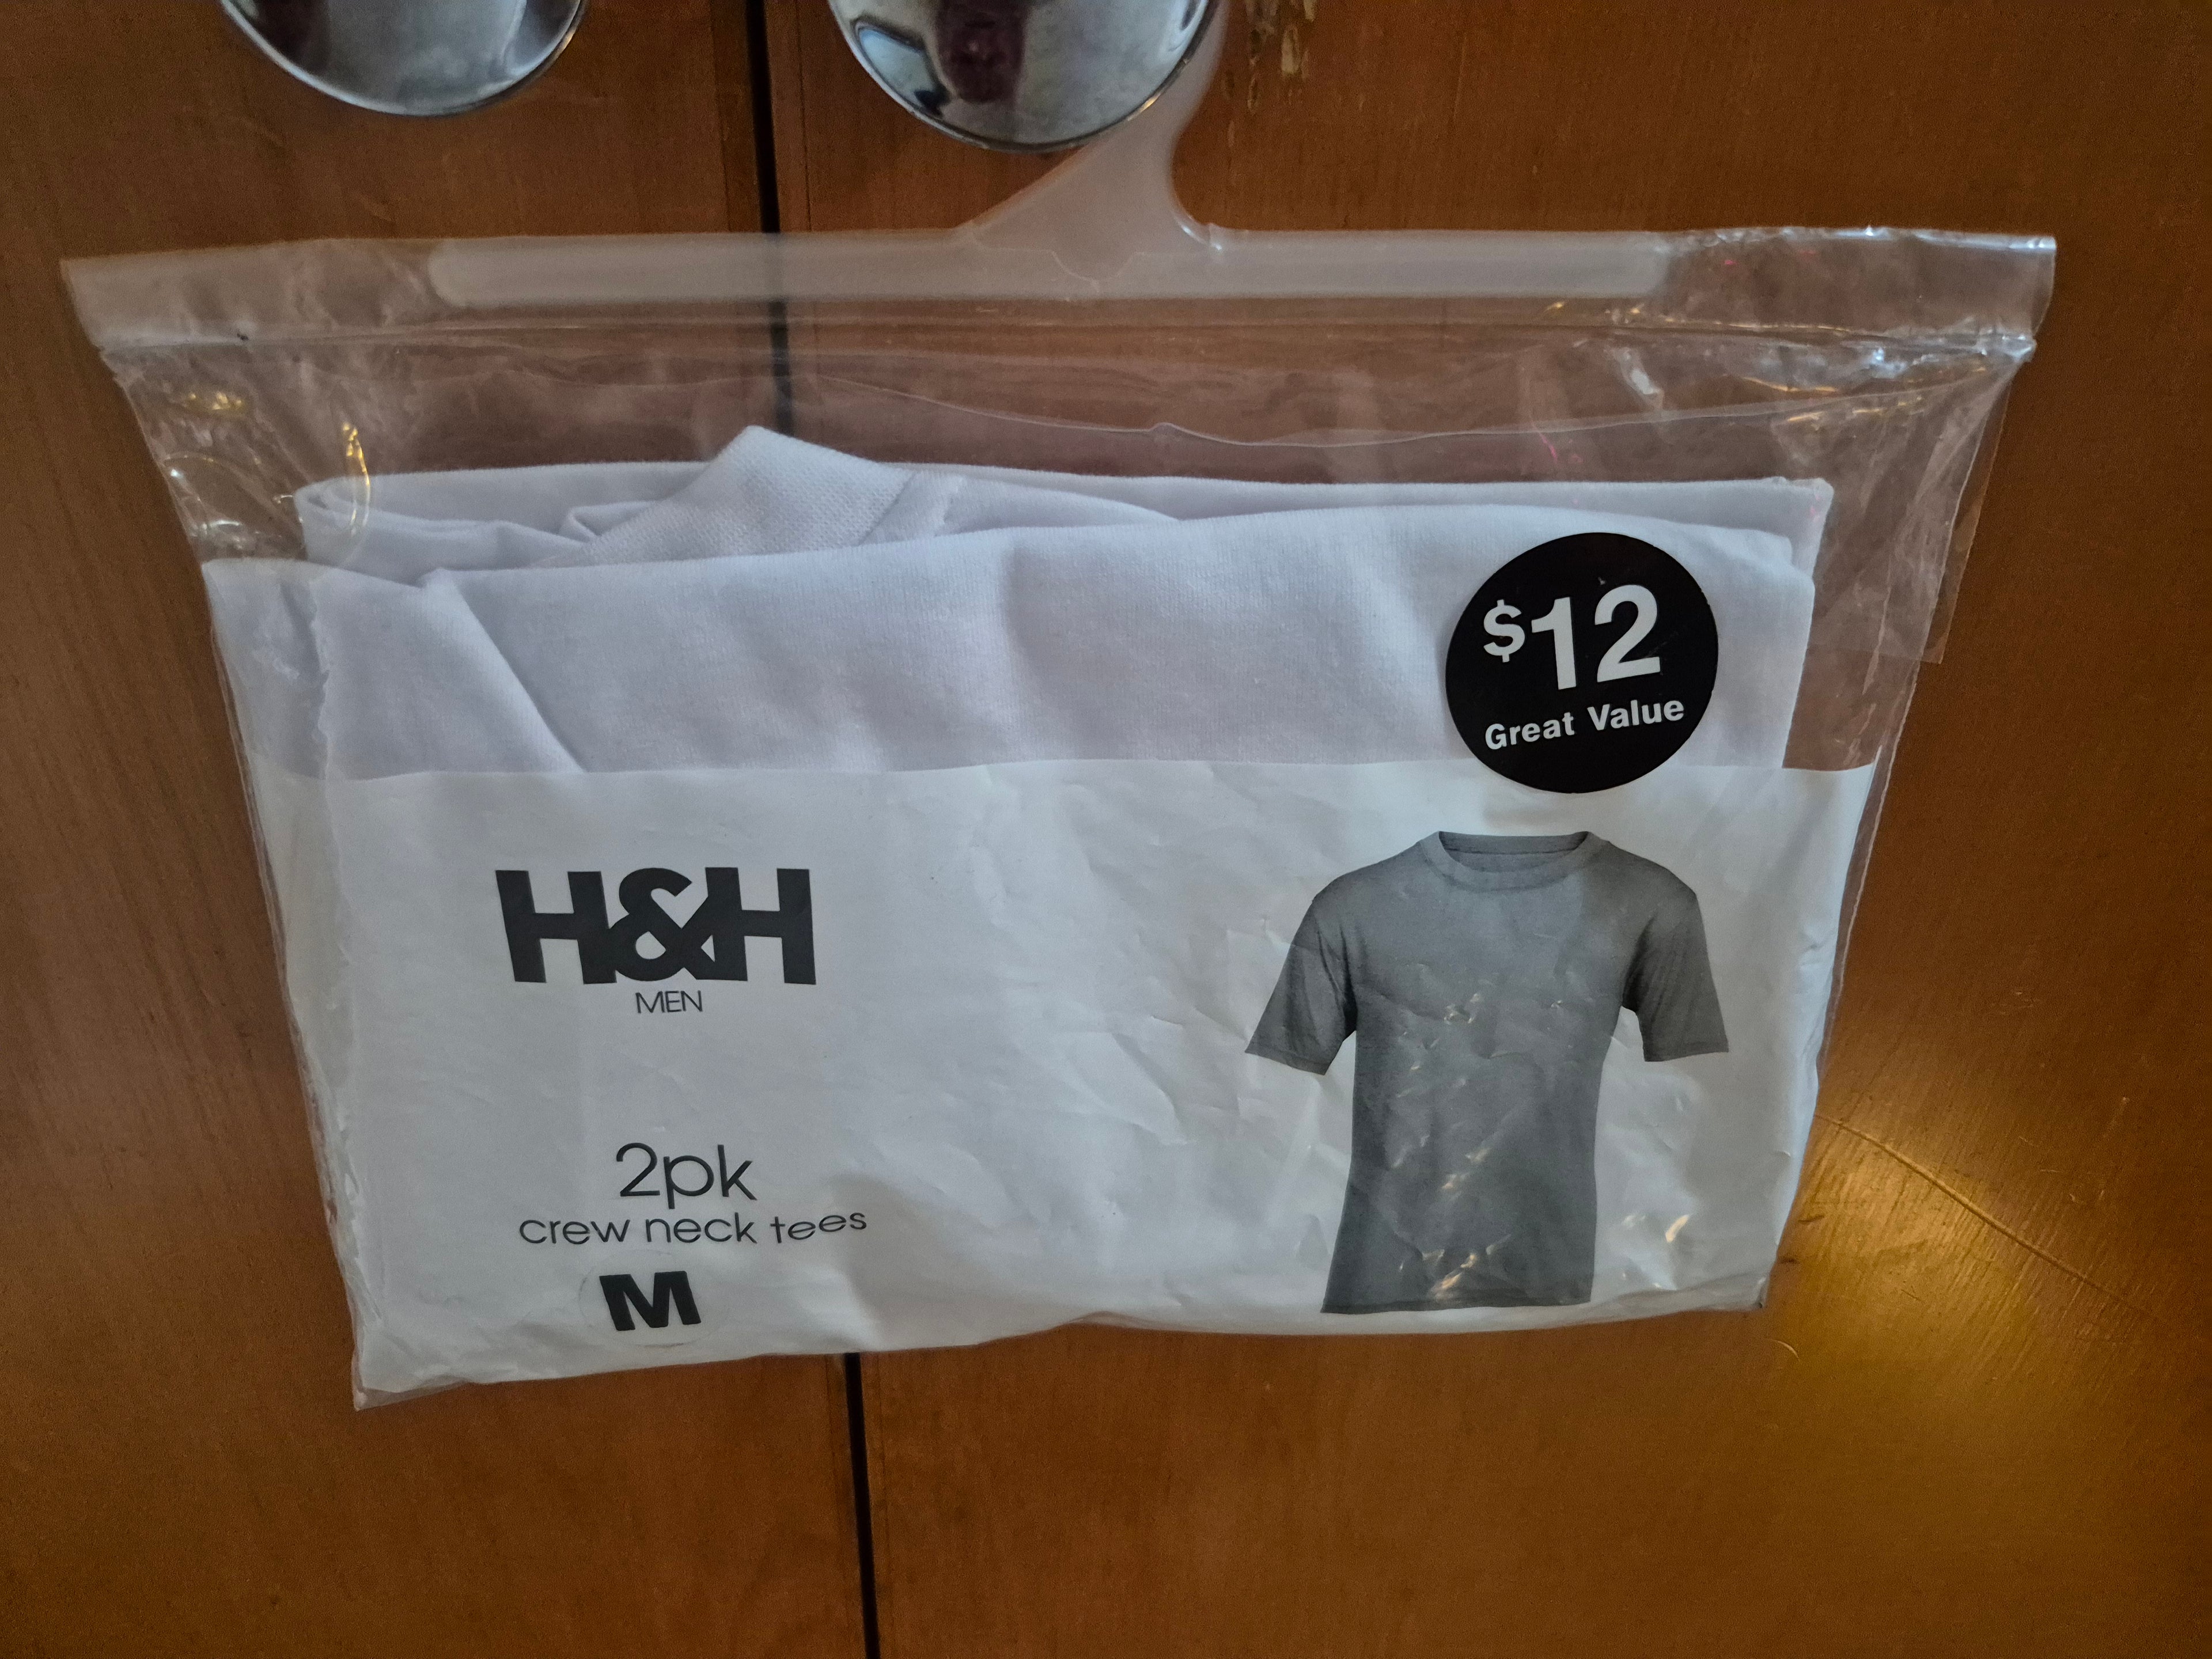 $12
Great Value
H&H
MEN
2pk
crew neck tees
M